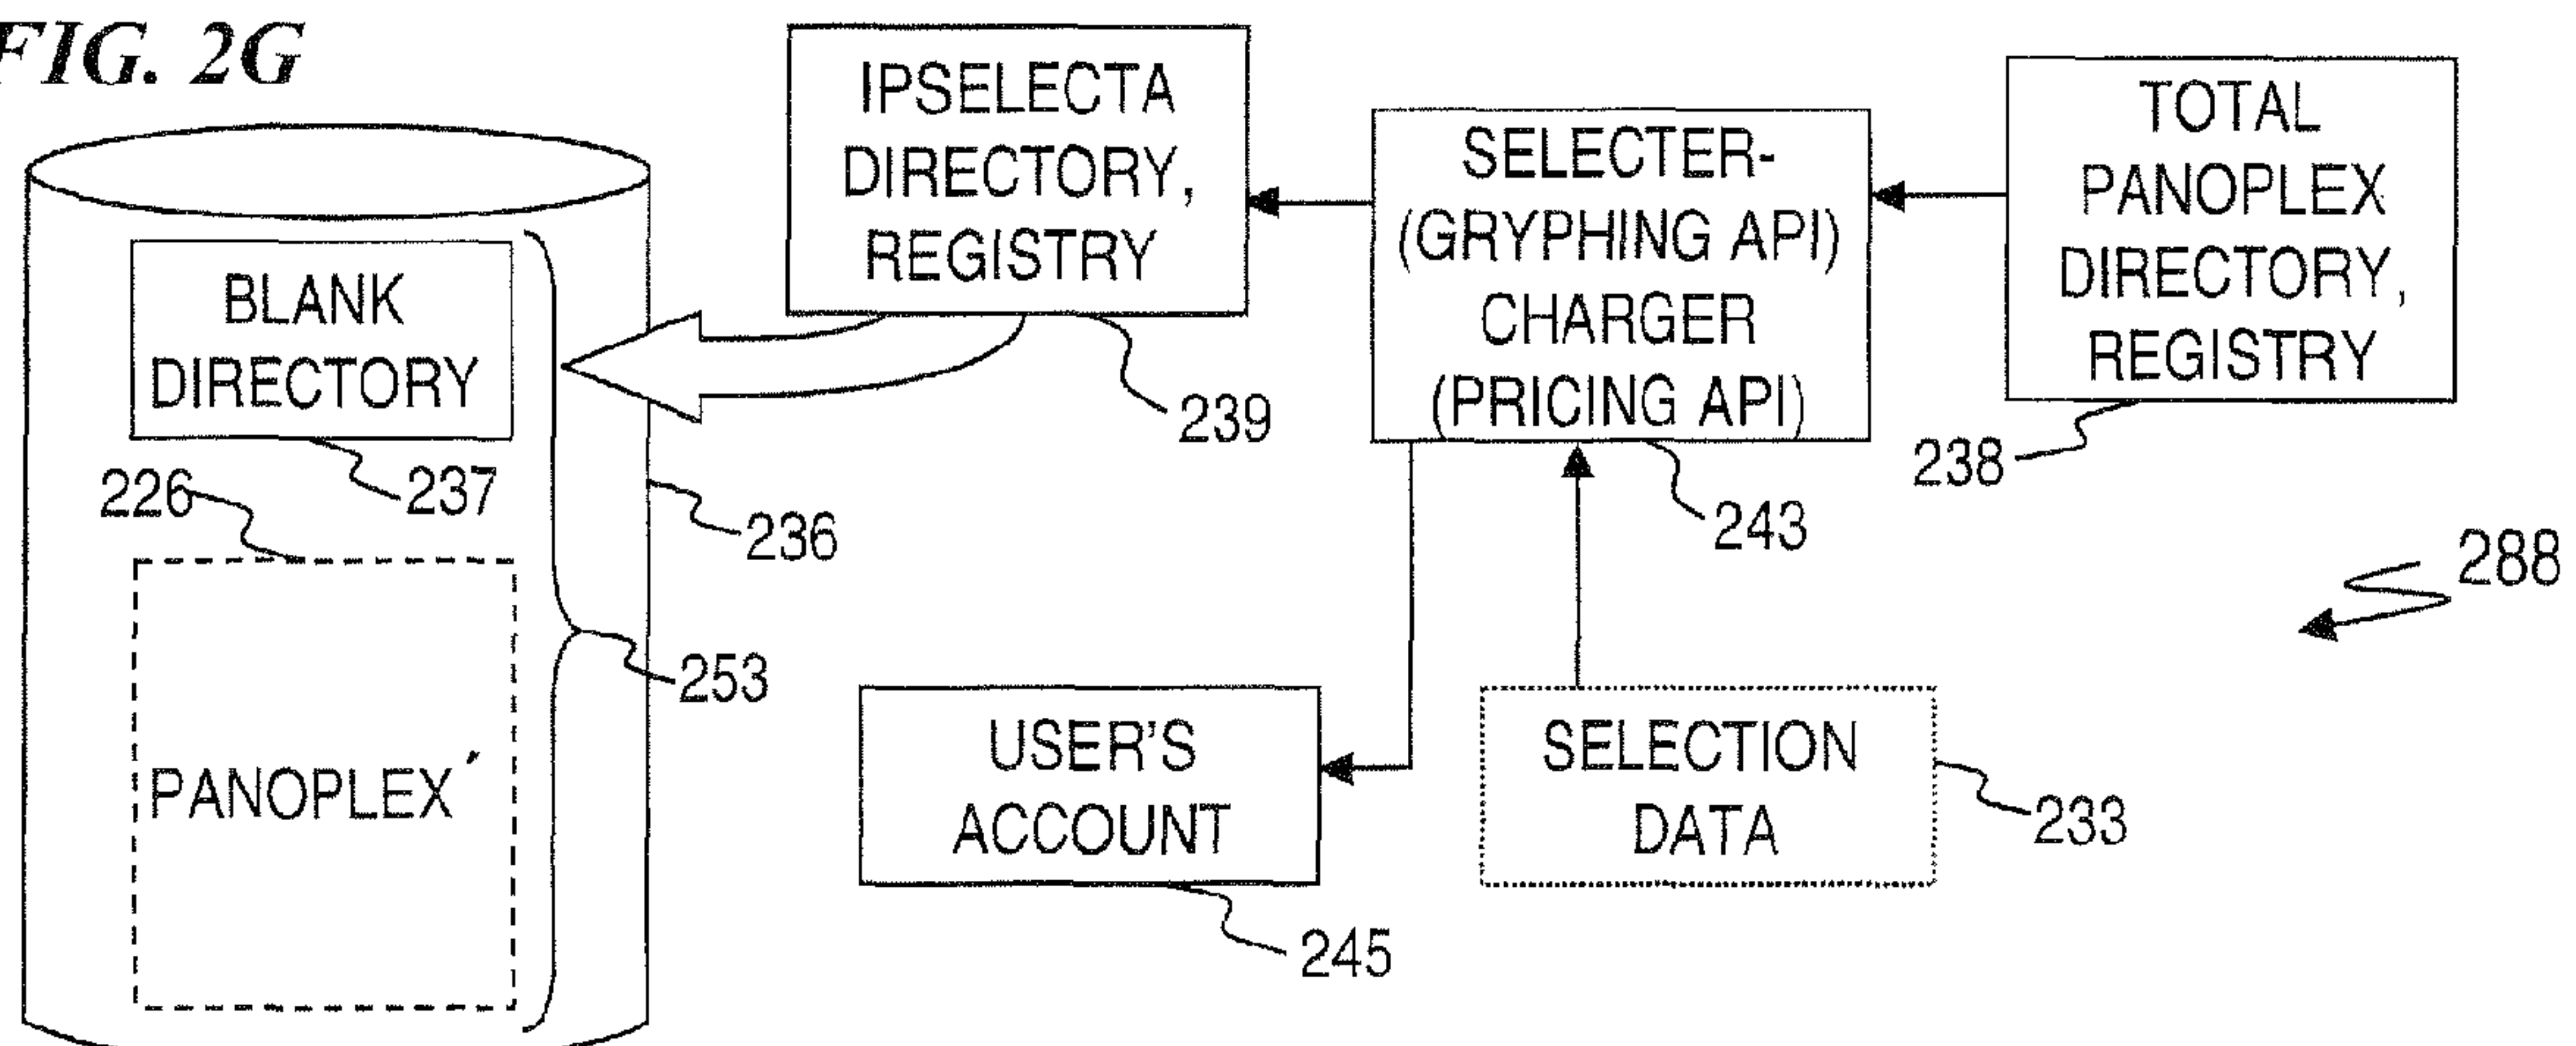 FIG. 2G
IPSELECTA
DIRECTORY,
REGISTRY
239
SELECTER-
(GRYPHING API)
CHARGER
(PRICING API)
243
TOTAL
PANOPLEX
DIRECTORY,
REGISTRY
238
BLANK
DIRECTORY
237
226
236
PANOPLEX´
253
USER'S
ACCOUNT
245
SELECTION
DATA
233
288